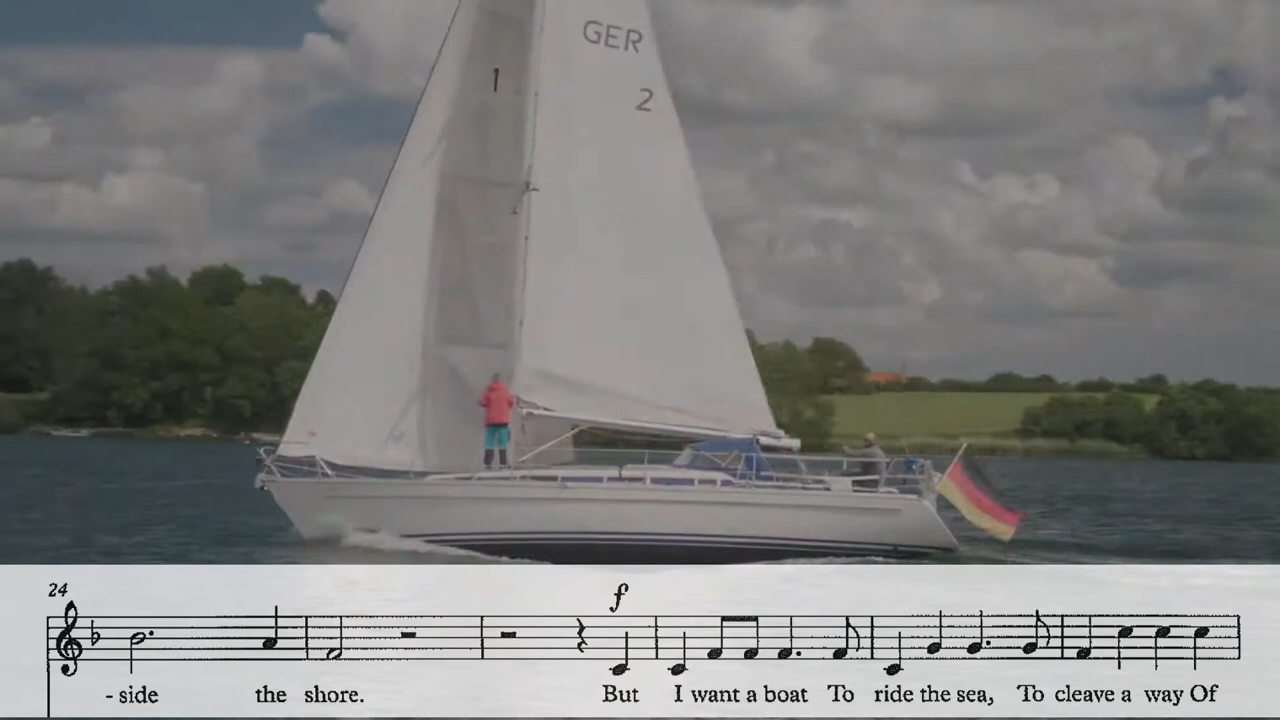 GER
1
2
24
f
- side the shore. But I want a boat To ride the sea, To cleave a way Of